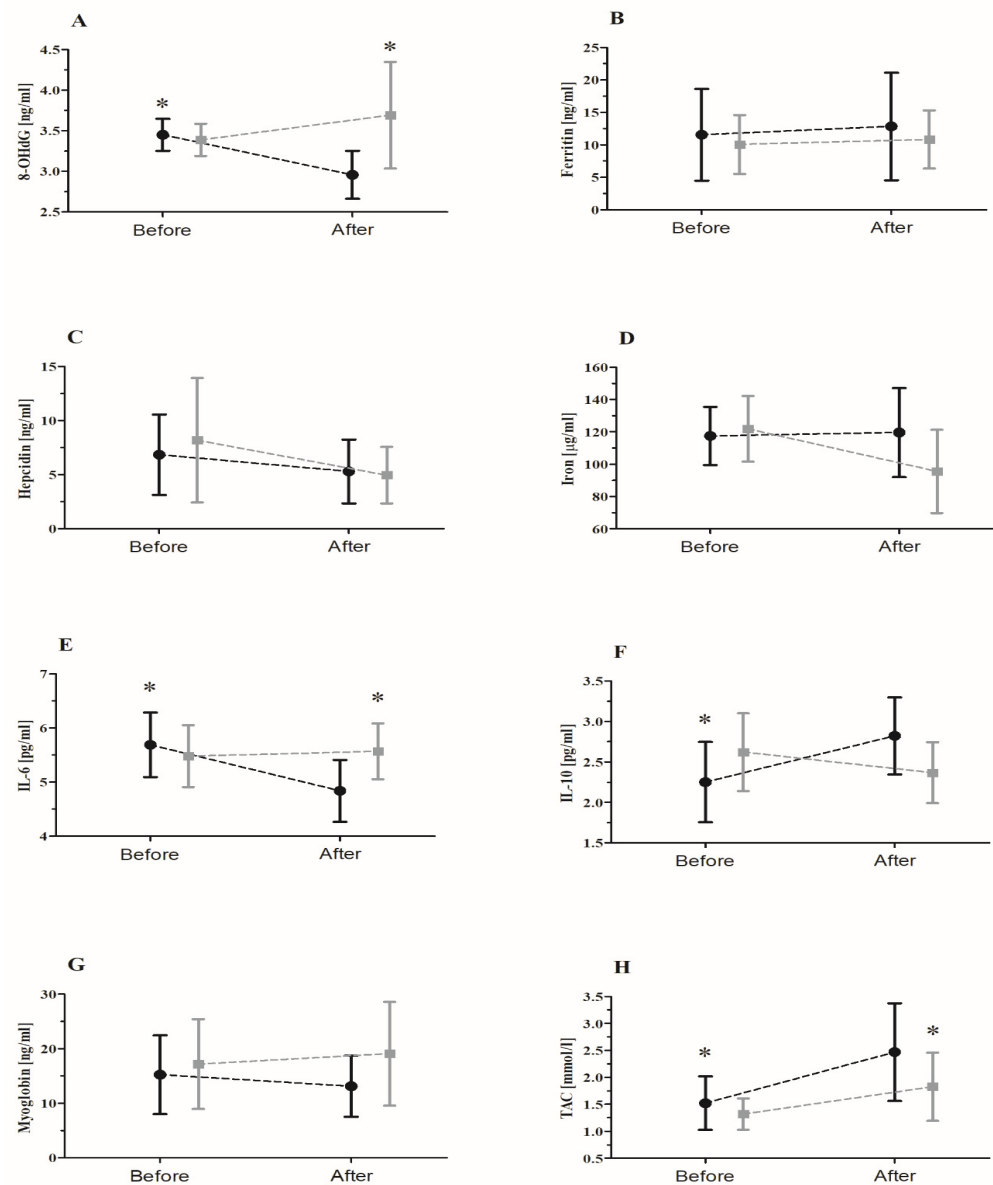 A
8-OHdG [ng/ml]
4.5
3.5
3.0
2.5
4.0
*
*
Before
After
B
Ferritin [ng/ml]
25
20
15
10
5
0
Before
After
C
Hepcidin [ng/ml]
15
10
5
0
Before
After
D
Iron [µg/ml]
160
140
120
100
80
60
Before
After
E
IL-6 [pg/ml]
7
6
5
4
*
*
Before
After
F
IL-10 [pg/ml]
3.5
3.0
2.5
2.0
1.5
*
Before
After
G
Myoglobin [ng/ml]
30
20
10
0
Before
After
H
TAC [mmol/l]
3.5
3.0
2.5
2.0
1.5
1.0
0.5
*
*
Before
After